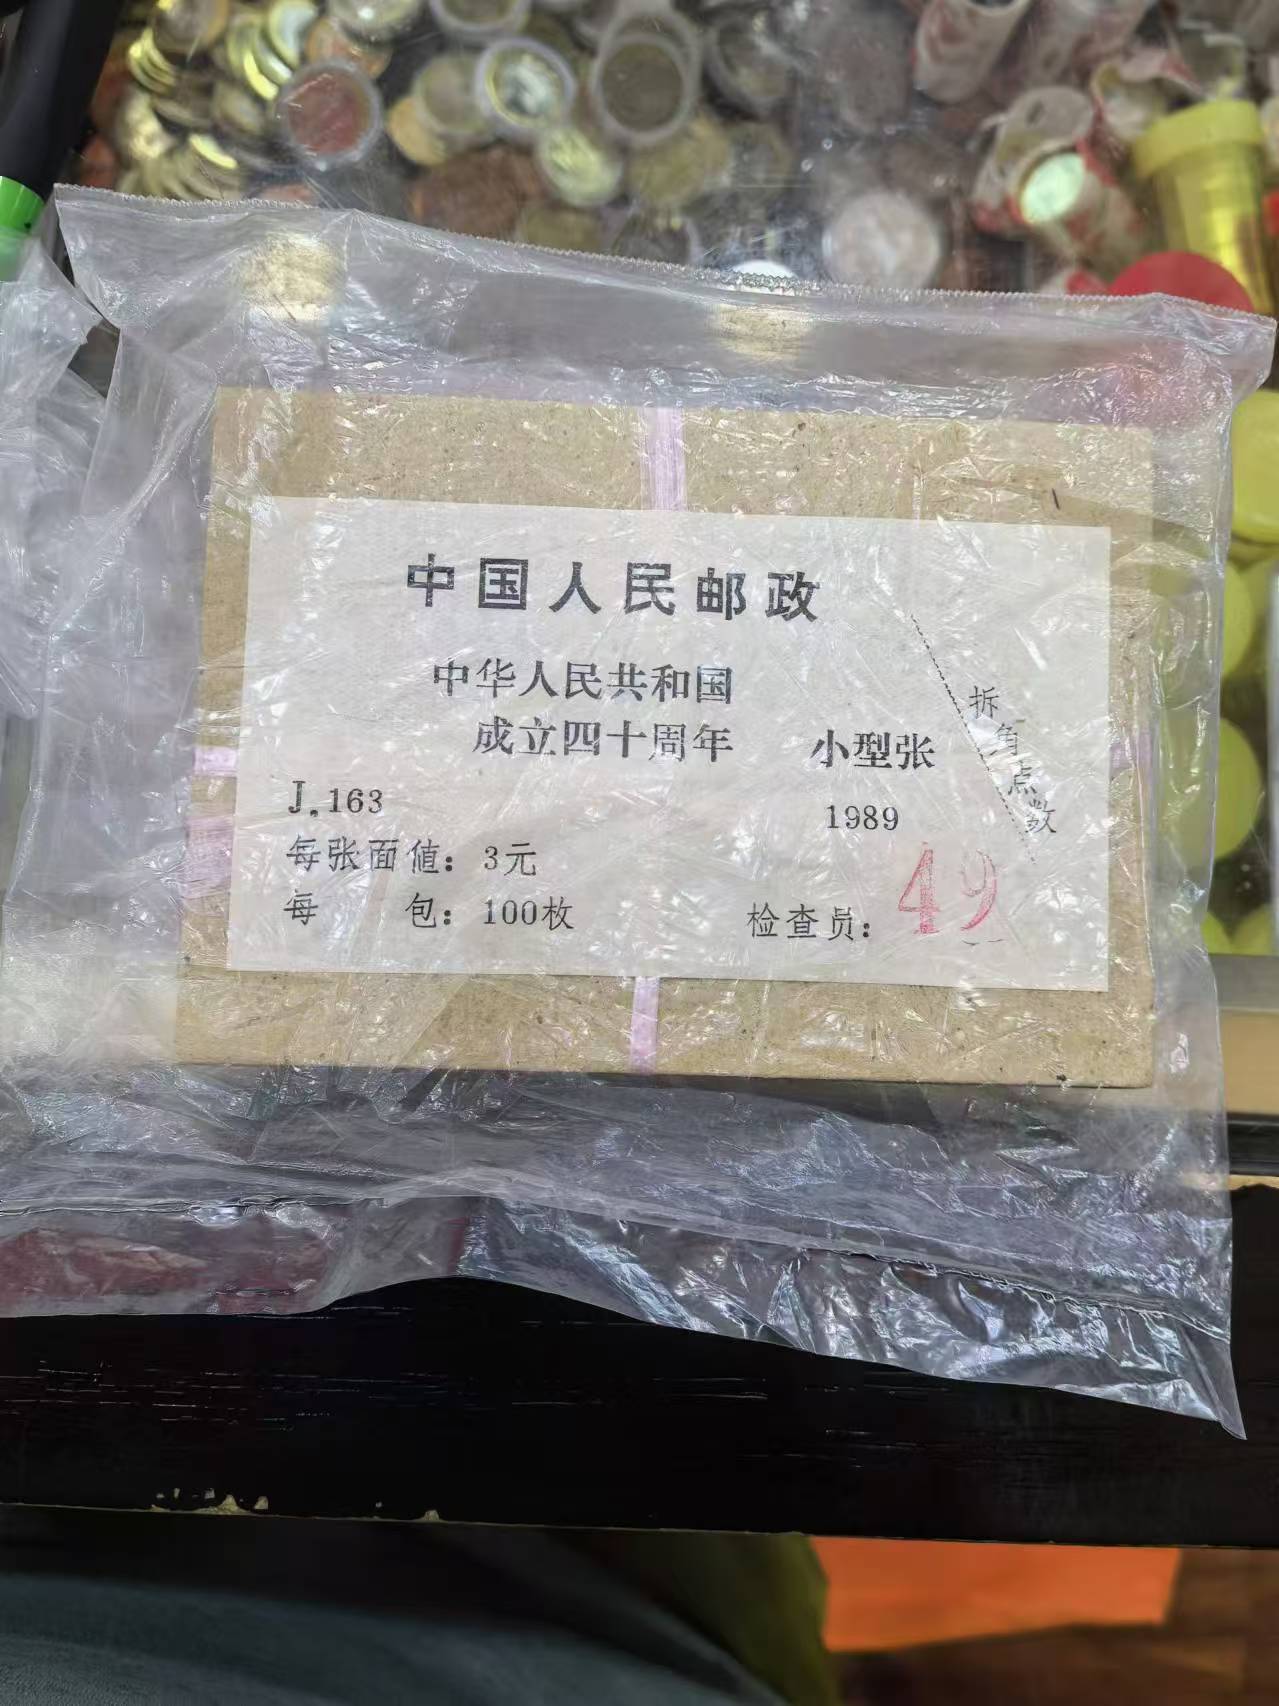 中国人民邮政
中华人民共和国
成立四十周年 小型张
J.163 1989
每张面值：3元
每 包：100枚 检查员：49
拆角点数